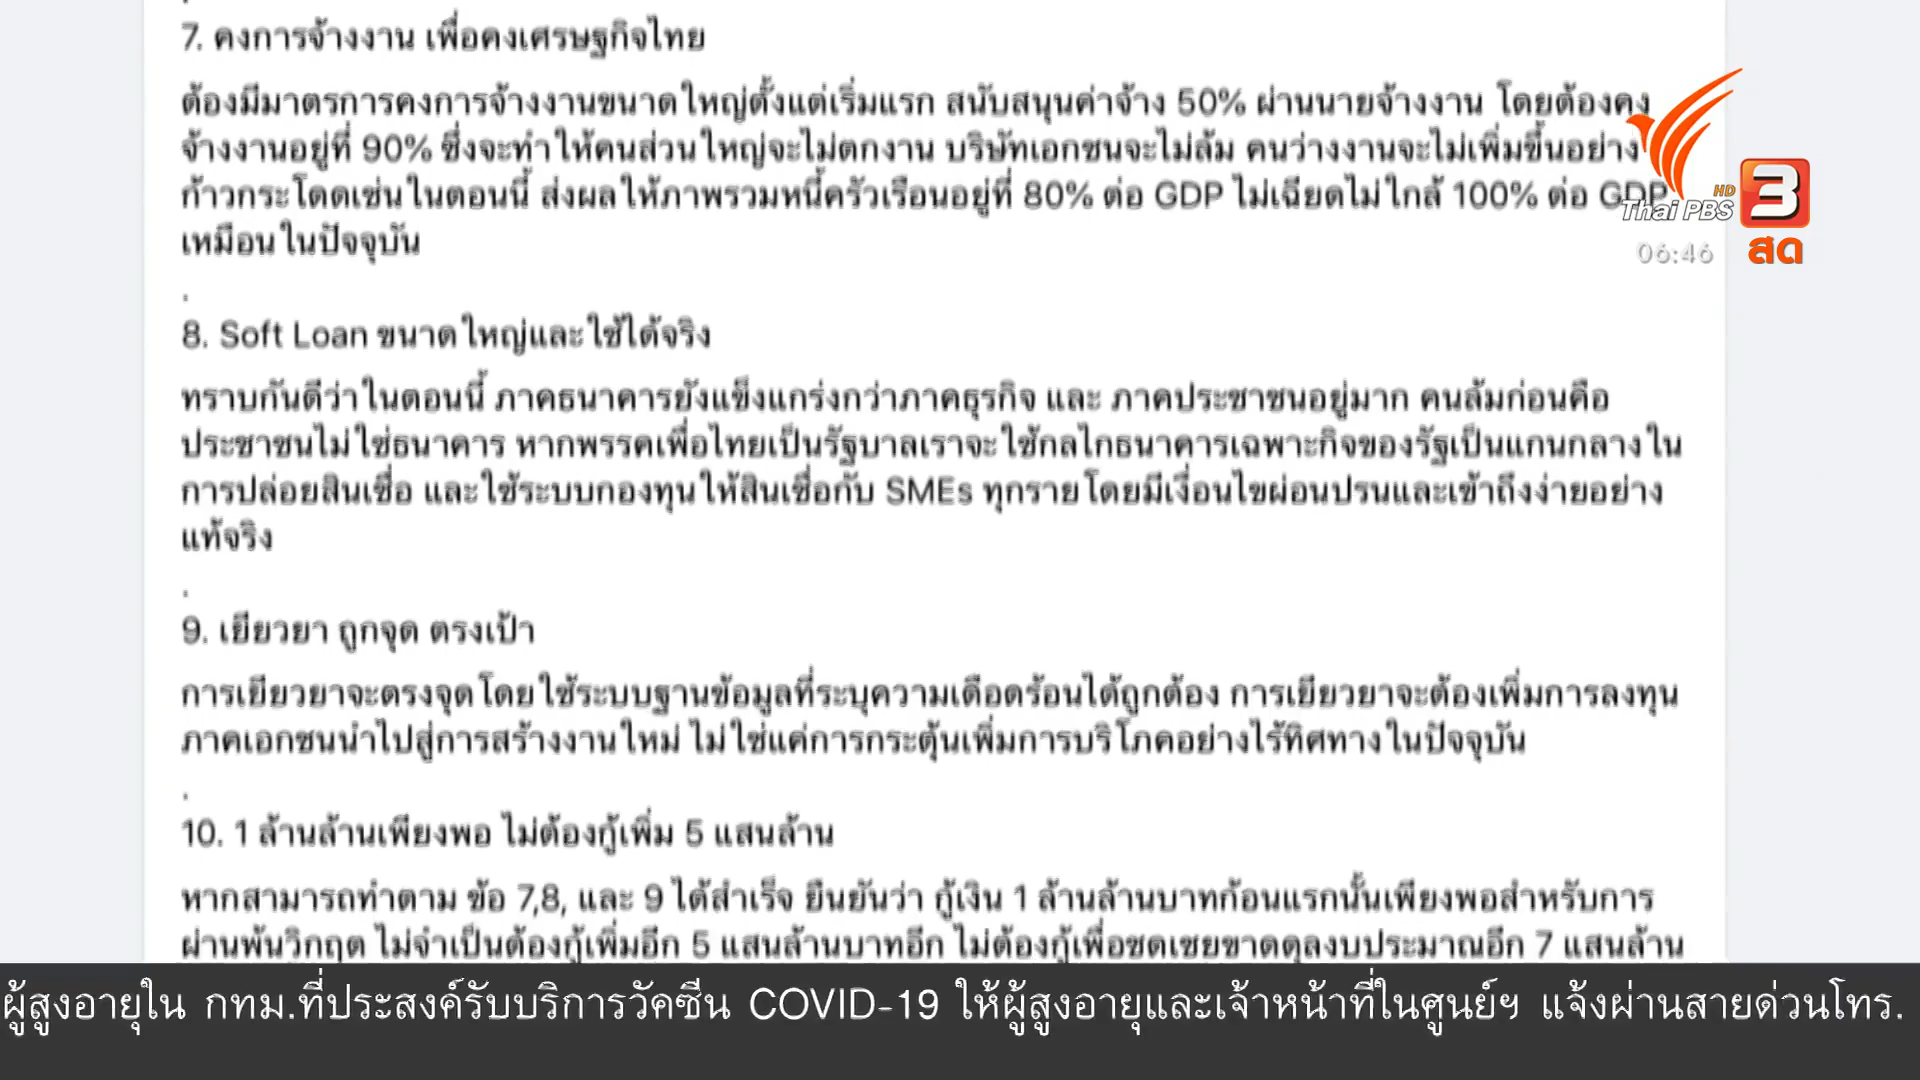 7. คงการจ้างงาน เพื่อคงเศรษฐกิจไทย
ต้องมีมาตรการคงการจ้างงานขนาดใหญ่ตั้งแต่เริ่มแรก สนับสนุนค่าจ้าง 50% ผ่านนายจ้างงาน โดยต้องคง
จ้างงานอยู่ที่ 90% ซึ่งจะทำให้คนส่วนใหญ่จะไม่ตกงาน บริษัทเอกชนจะไม่ล้ม คนว่างงานจะไม่เพิ่มขึ้นอย่าง
ก้าวกระโดดเช่นในตอนนี้ ส่งผลให้ภาพรวมหนี้ครัวเรือนอยู่ที่ 80% ต่อ GDP ไม่เฉียดไม่ใกล้ 100% ต่อ GDP
เหมือนในปัจจุบัน
.
8. Soft Loan ขนาดใหญ่และใช้ได้จริง
ทราบกันดีว่าในตอนนี้ ภาคธนาคารยังแข็งแกร่งกว่าภาคธุรกิจ และ ภาคประชาชนอยู่มาก คนล้มก่อนคือ
ประชาชนไม่ใช่ธนาคาร หากพรรคเพื่อไทยเป็นรัฐบาลเราจะใช้กลไกธนาคารเฉพาะกิจของรัฐเป็นแกนกลางใน
การปล่อยสินเชื่อ และใช้ระบบกองทุนให้สินเชื่อกับ SMEs ทุกรายโดยมีเงื่อนไขผ่อนปรนและเข้าถึงง่ายอย่าง
แท้จริง
.
9. เยียวยา ถูกจุด ตรงเป้า
การเยียวยาจะตรงจุดโดยใช้ระบบฐานข้อมูลที่ระบุความเดือดร้อนได้ถูกต้อง การเยียวยาจะต้องเพิ่มการลงทุน
ภาคเอกชนนำไปสู่การสร้างงานใหม่ ไม่ใช่แค่การกระตุ้นเพิ่มการบริโภคอย่างไร้ทิศทางในปัจจุบัน
.
10. 1 ล้านล้านเพียงพอ ไม่ต้องกู้เพิ่ม 5 แสนล้าน
หากสามารถทำตาม ข้อ 7,8, และ 9 ได้สำเร็จ ยืนยันว่า กู้เงิน 1 ล้านล้านบาทก้อนแรกนั้นเพียงพอสำหรับการ
ผ่านพ้นวิกฤต ไม่จำเป็นต้องกู้เพิ่มอีก 5 แสนล้านบาทอีก ไม่ต้องกู้เพื่อชดเชยขาดดุลงบประมาณอีก 7 แสนล้าน
HD
Thai PBS 3
06:46 สด
ผู้สูงอายุใน กทม.ที่ประสงค์รับบริการวัคซีน COVID-19 ให้ผู้สูงอายุและเจ้าหน้าที่ในศูนย์ฯ แจ้งผ่านสายด่วนโทร.